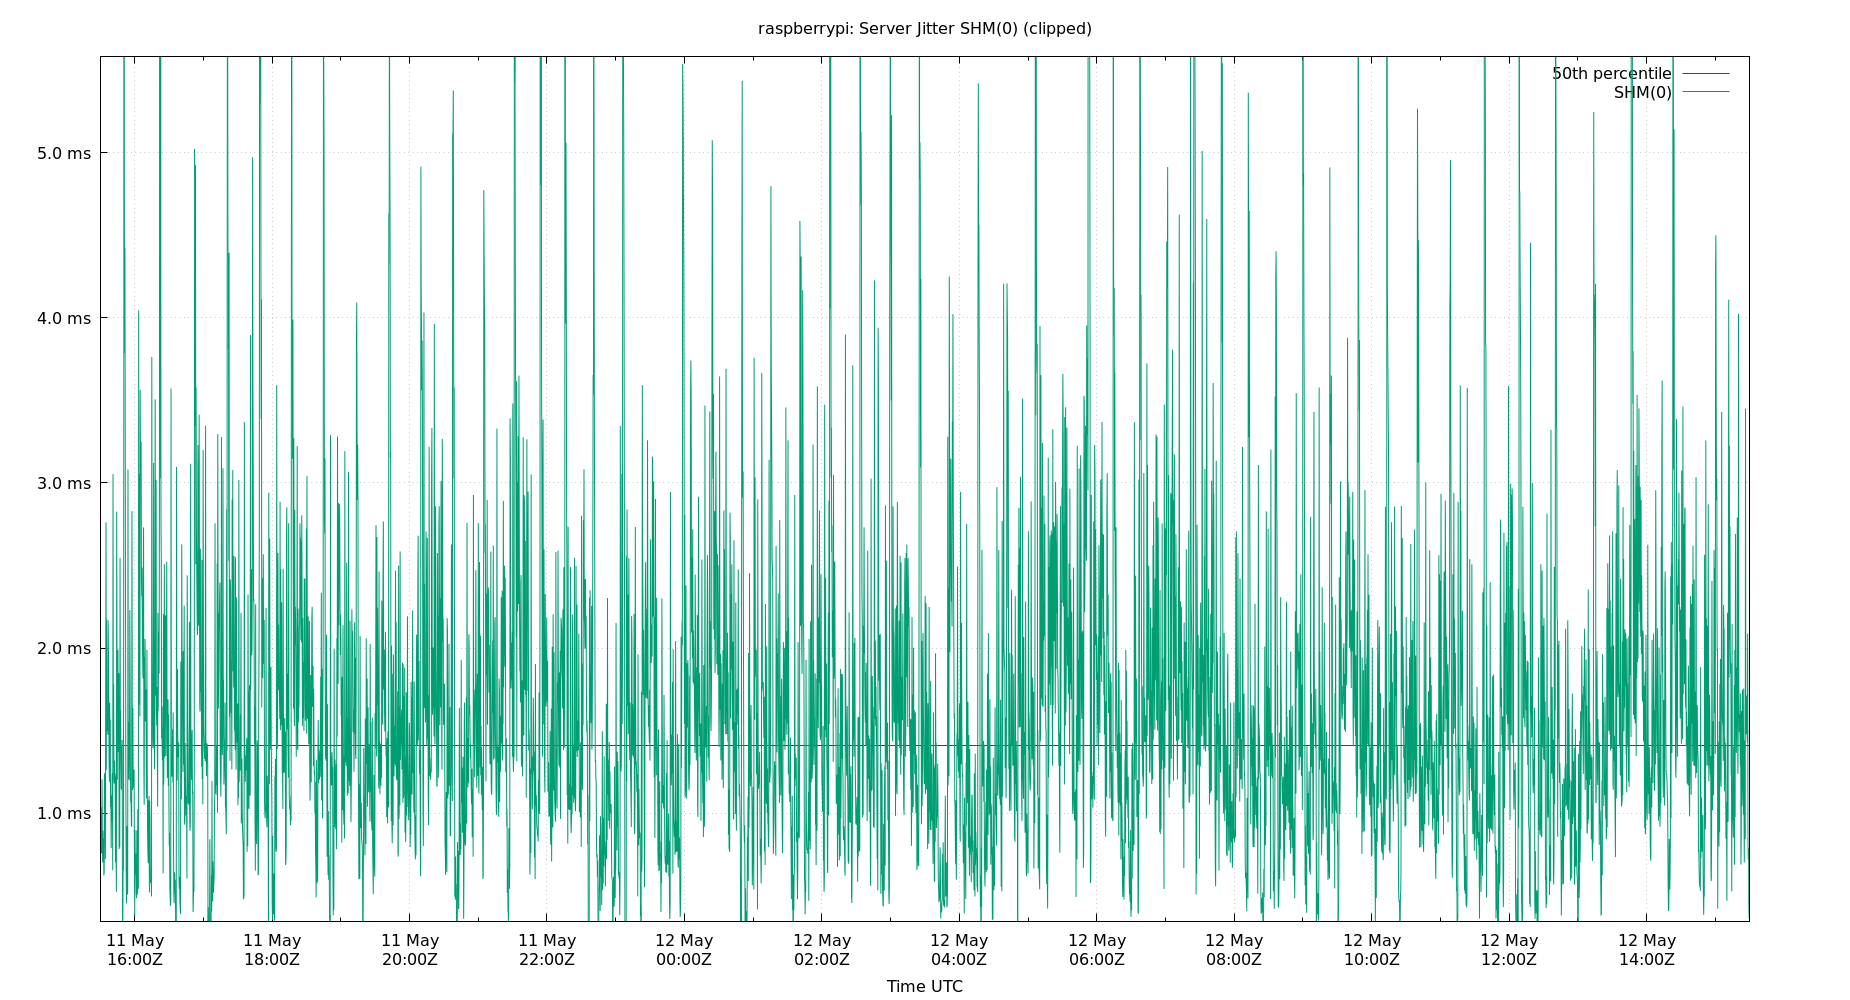 raspberrypi: Server Jitter SHM(0) (clipped)
50th percentile
SHM(0)
5.0 ms
4.0 ms
3.0 ms
2.0 ms
1.0 ms
11 May 11 May 11 May 11 May 12 May 12 May 12 May 12 May 12 May 12 May 12 May 12 May
16:00Z 18:00Z 20:00Z 22:00Z 00:00Z 02:00Z 04:00Z 06:00Z 08:00Z 10:00Z 12:00Z 14:00Z
Time UTC